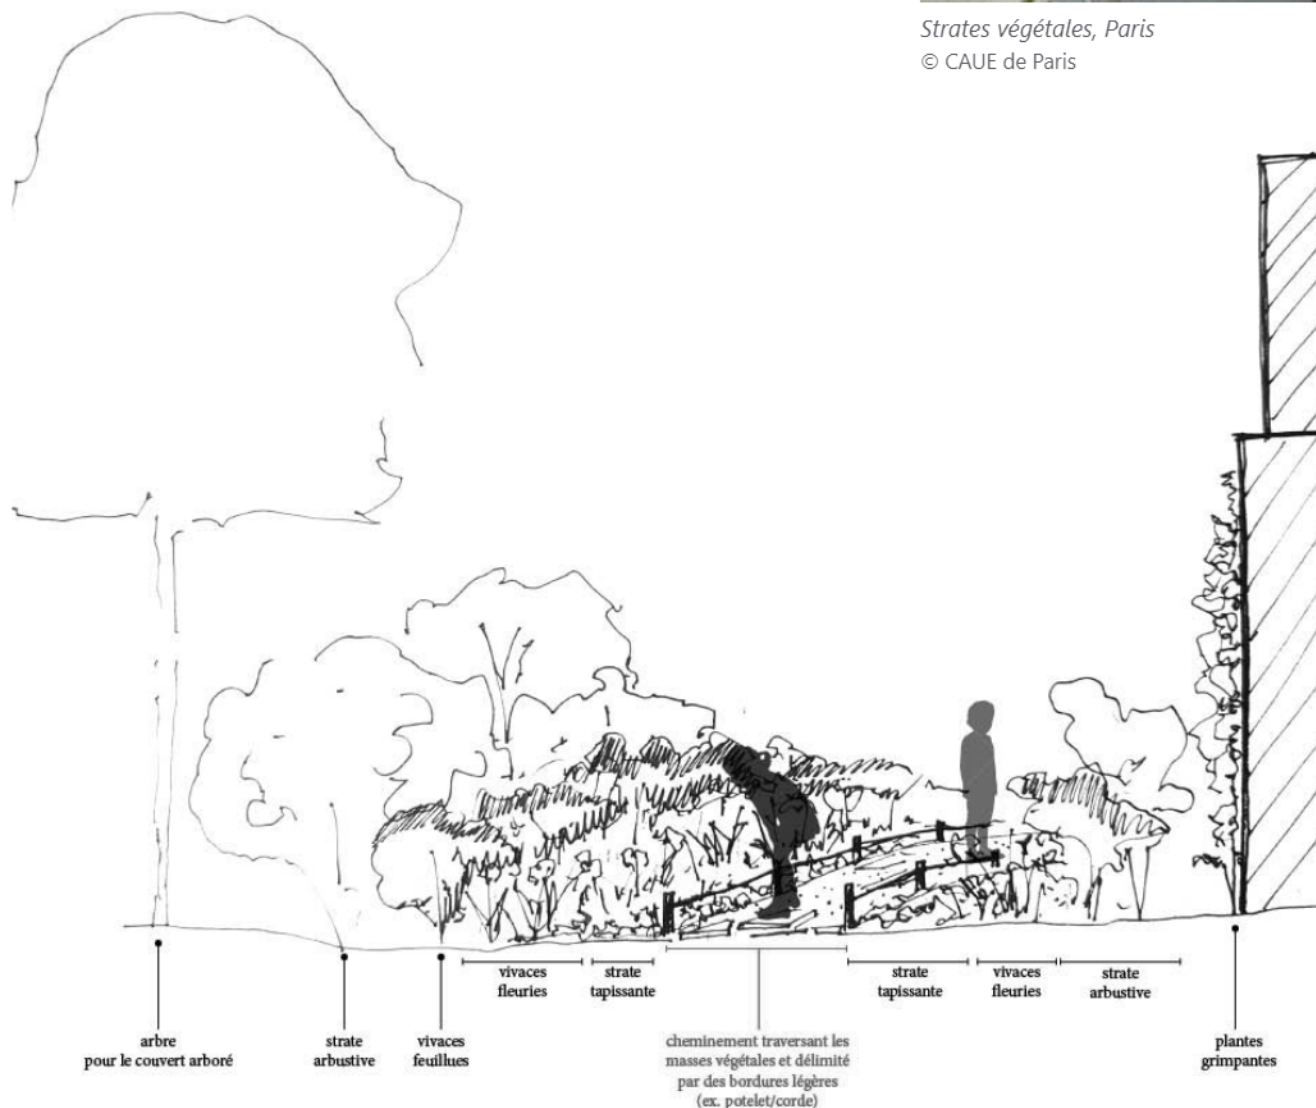 Strates végétales, Paris
© CAUE de Paris
vivaces
fleuries
strate
tapissante
strate
tapissante
vivaces
fleuries
strate
arbustive
arbre
pour le couvert arboré
strate
arbustive
vivaces
feuillues
cheminement traversant les
masses végétales et délimité
par des bordures légères
(ex. potelet/corde)
plantes
grimpantes